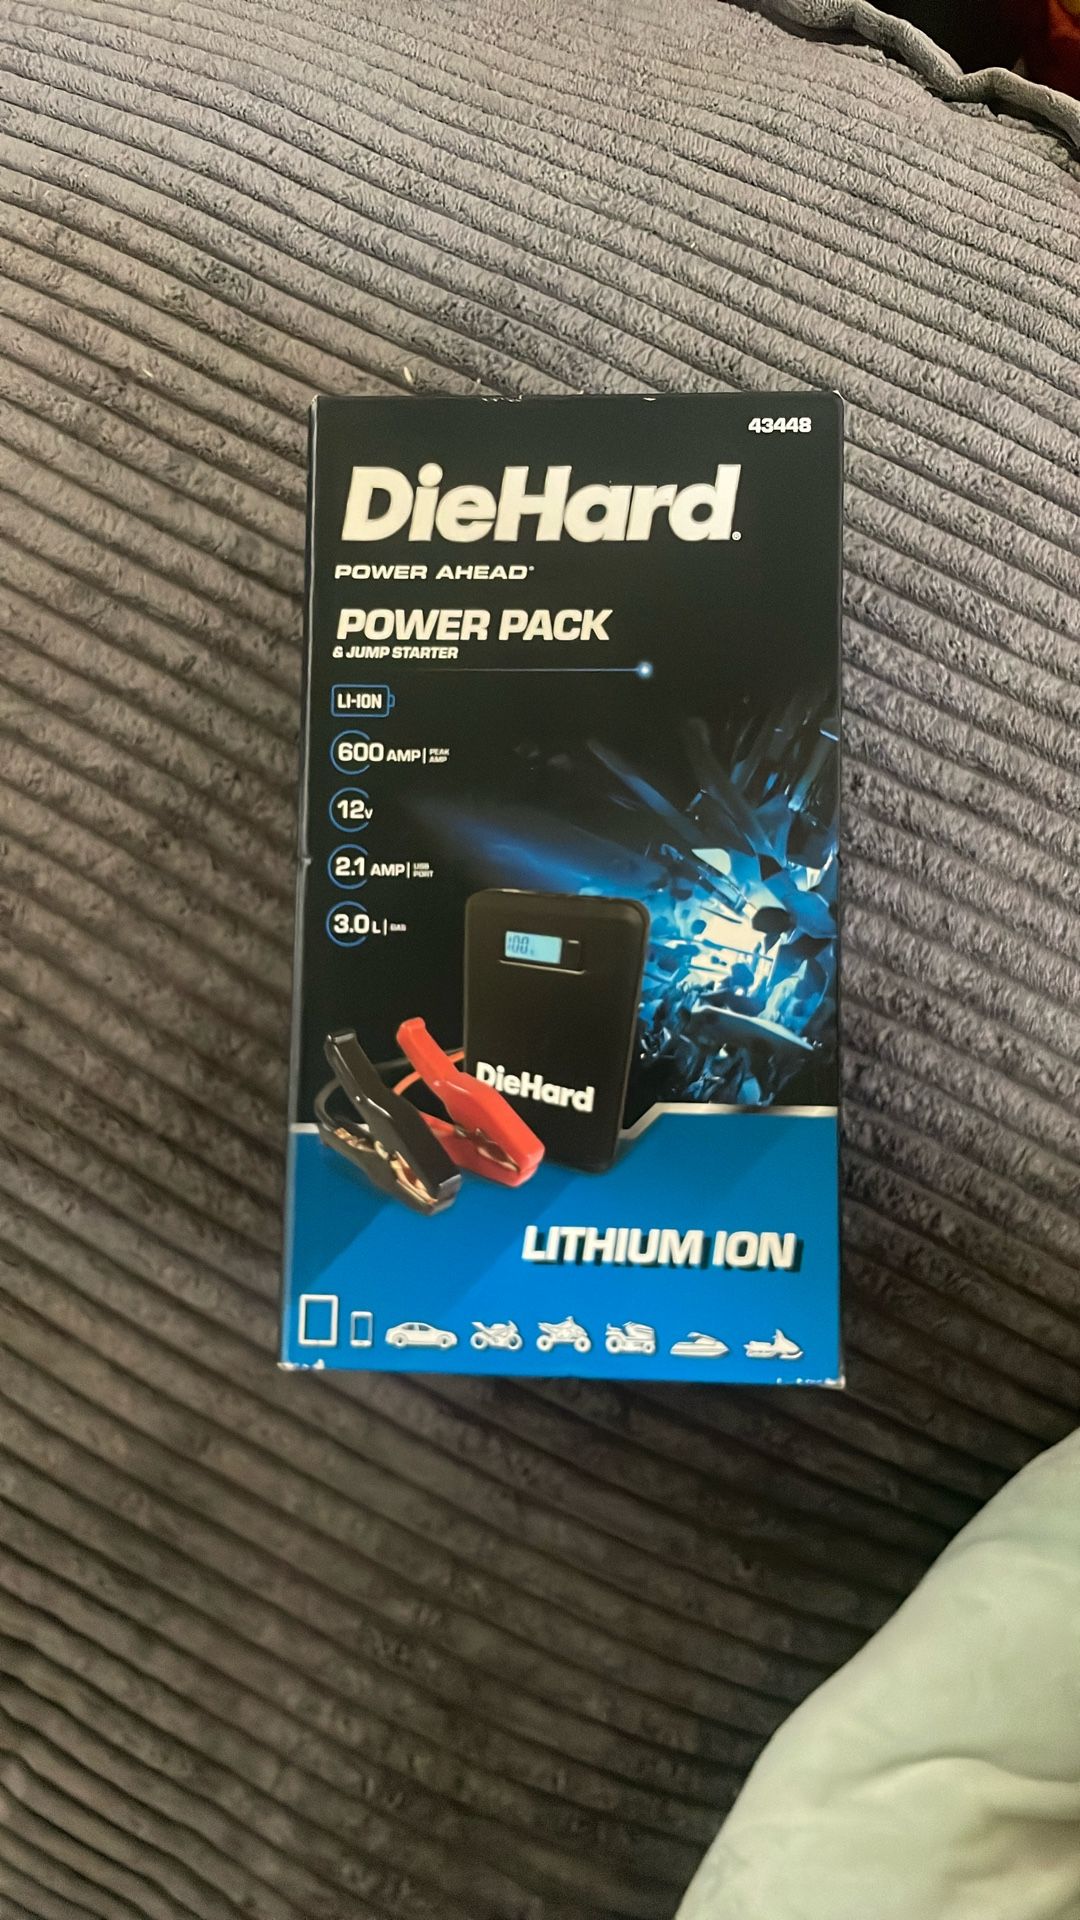 43448
DieHard®
POWER AHEAD®
POWER PACK
& JUMP STARTER
LI-ION
600 AMP | PEAK AMP
12V
2.1 AMP | USB PORT
3.0 L | GAS
100
DieHard
LITHIUM ION